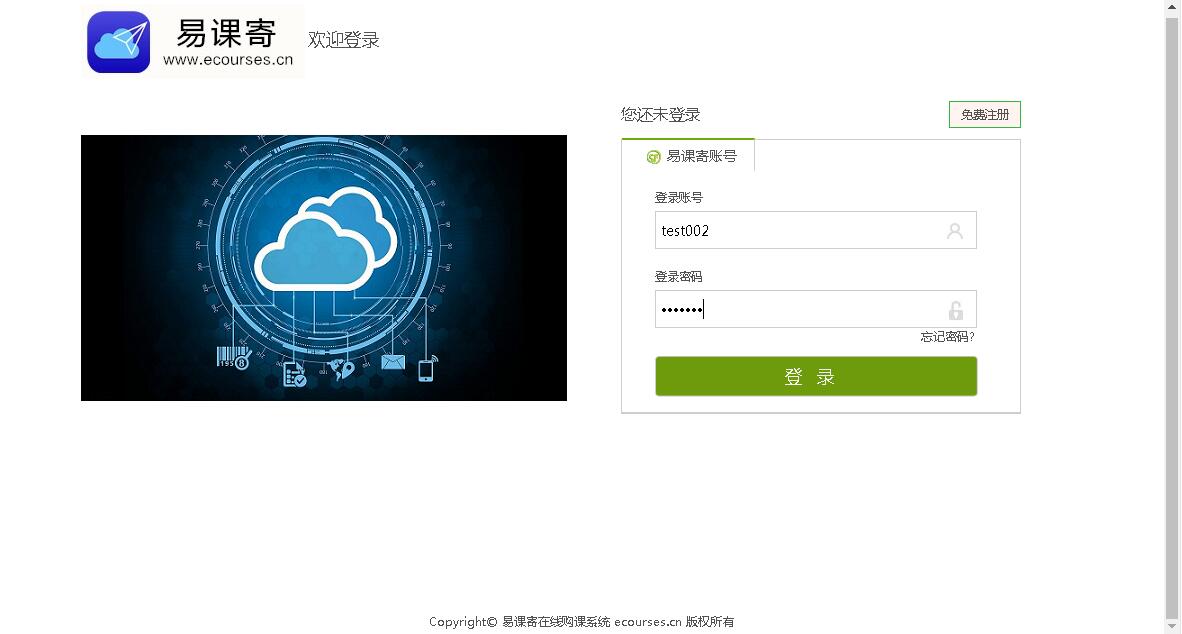 易课寄
www.ecourses.cn
欢迎登录
您还未登录
免费注册
易课寄账号
登录账号
test002
登录密码
•••••••
忘记密码?
登 录
Copyright© 易课寄在线购课系统 ecourses.cn 版权所有